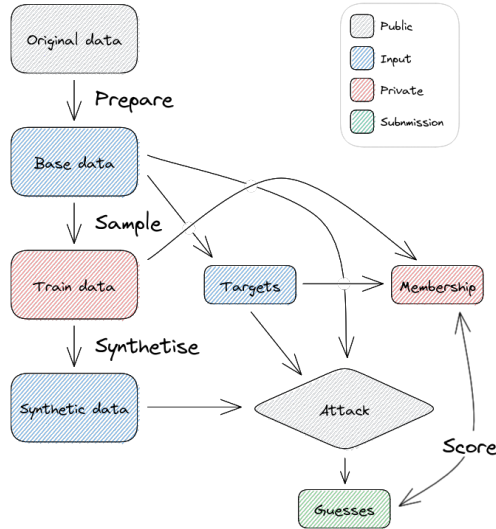 Original data
Public
Input
Private
Subnmission
Prepare
Base data
Sample
Train data
Targets
Membership
Synthetise
Synthetic data
Attack
Score
Guesses